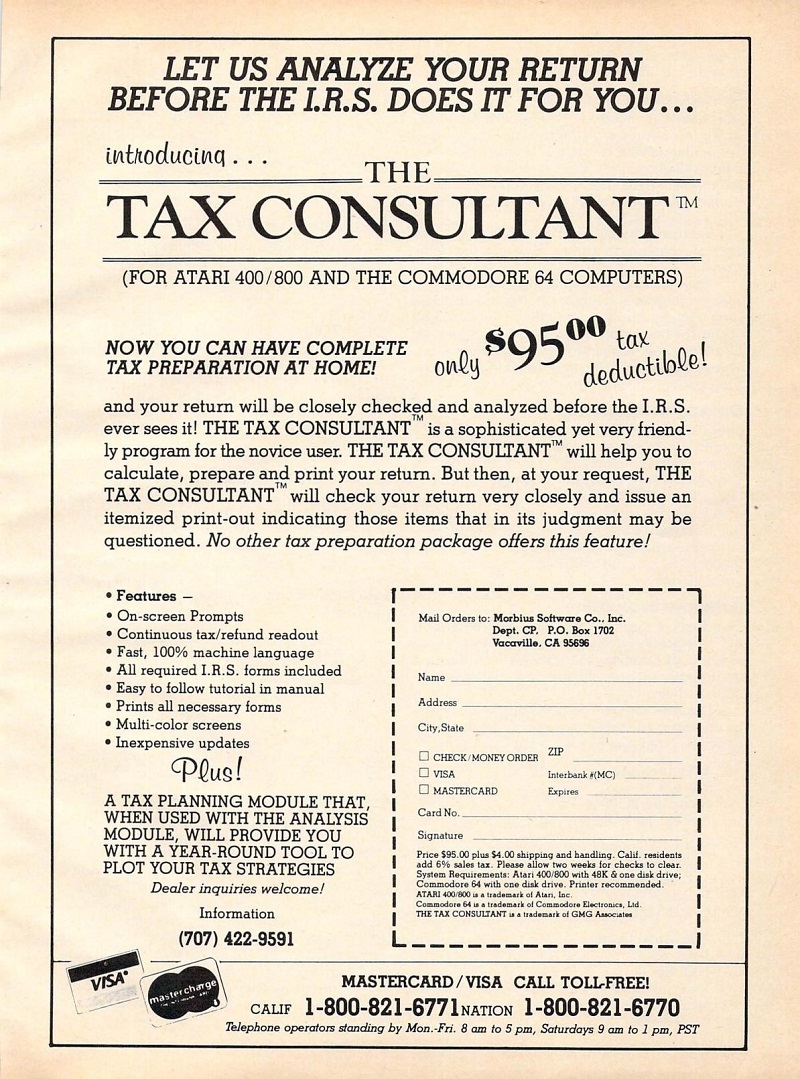 LET US ANALYZE YOUR RETURN
BEFORE THE I.R.S. DOES IT FOR YOU...
introducing...
THE
TAX CONSULTANT™
(FOR ATARI 400/800 AND THE COMMODORE 64 COMPUTERS)
NOW YOU CAN HAVE COMPLETE
TAX PREPARATION AT HOME!
only $95.00 tax
deductible!
and your return will be closely checked and analyzed before the I.R.S.
ever sees it! THE TAX CONSULTANT™ is a sophisticated yet very friend-
ly program for the novice user. THE TAX CONSULTANT™ will help you to
calculate, prepare and print your return. But then, at your request, THE
TAX CONSULTANT™ will check your return very closely and issue an
itemized print-out indicating those items that in its judgment may be
questioned. No other tax preparation package offers this feature!
• Features —
• On-screen Prompts
• Continuous tax/refund readout
• Fast, 100% machine language
• All required I.R.S. forms included
• Easy to follow tutorial in manual
• Prints all necessary forms
• Multi-color screens
• Inexpensive updates
Plus!
A TAX PLANNING MODULE THAT,
WHEN USED WITH THE ANALYSIS
MODULE, WILL PROVIDE YOU
WITH A YEAR-ROUND TOOL TO
PLOT YOUR TAX STRATEGIES
Dealer inquiries welcome!
Information
(707) 422-9591
Mail Orders to: Morbius Software Co., Inc.
Dept. CP, P.O. Box 1702
Vacaville, CA 95696
Name
Address
City, State
☐ CHECK/MONEY ORDER ZIP
☐ VISA Interbank #(MC)
☐ MASTERCARD Expires
Card No.
Signature
Price $95.00 plus $4.00 shipping and handling. Calif. residents
add 6% sales tax. Please allow two weeks for checks to clear.
System Requirements: Atari 400/800 with 48K & one disk drive;
Commodore 64 with one disk drive. Printer recommended.
ATARI 400/800 is a trademark of Atari, Inc.
Commodore 64 is a trademark of Commodore Electronics, Ltd.
THE TAX CONSULTANT is a trademark of GMG Associates
VISA®
master charge
MASTERCARD/VISA CALL TOLL-FREE!
CALIF 1-800-821-6771 NATION 1-800-821-6770
Telephone operators standing by Mon.-Fri. 8 am to 5 pm, Saturdays 9 am to 1 pm, PST